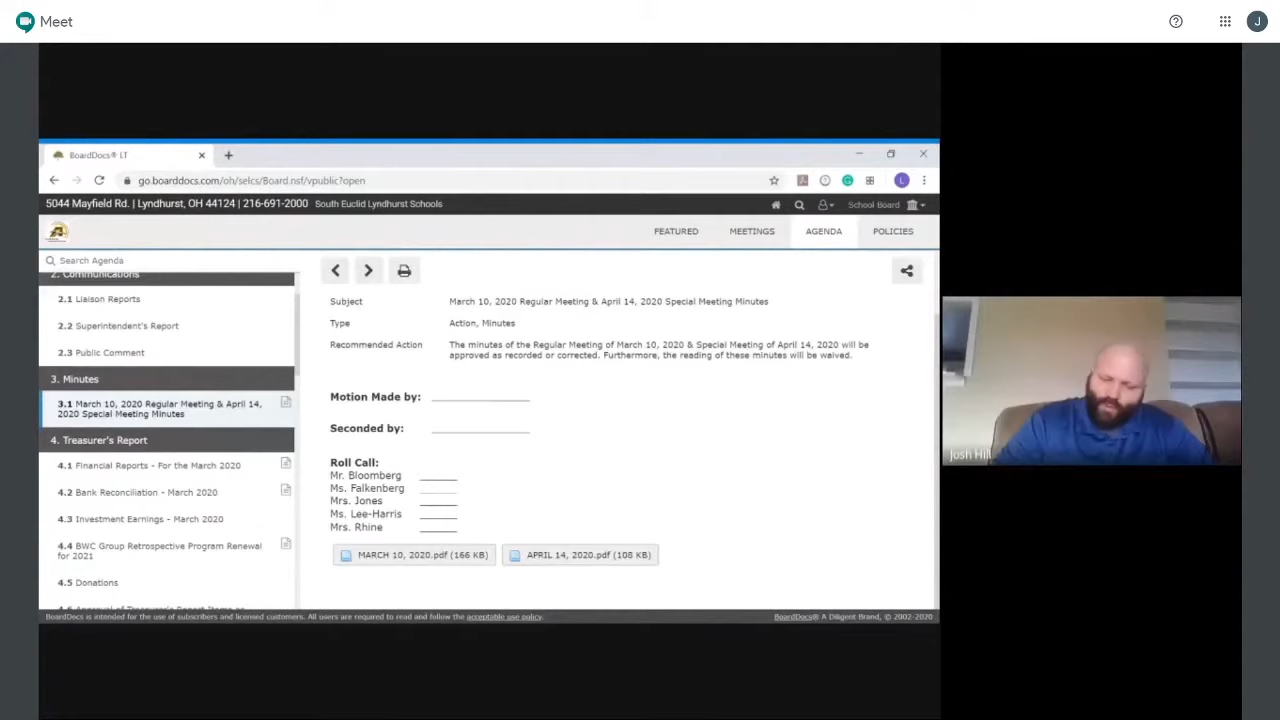 Meet
J
BoardDocs® LT
go.boarddocs.com/oh/selcs/Board.nsf/vpublic?open
L
5044 Mayfield Rd. | Lyndhurst, OH 44124 | 216-691-2000 South Euclid Lyndhurst Schools
School Board
FEATURED MEETINGS AGENDA POLICIES
Search Agenda
2. Communications
2.1 Liaison Reports
2.2 Superintendent's Report
2.3 Public Comment
3. Minutes
3.1 March 10, 2020 Regular Meeting & April 14,
2020 Special Meeting Minutes
4. Treasurer's Report
4.1 Financial Reports - For the March 2020
4.2 Bank Reconciliation - March 2020
4.3 Investment Earnings - March 2020
4.4 BWC Group Retrospective Program Renewal
for 2021
4.5 Donations
4.6 Approval of Treasurer's Report Items as
Subject March 10, 2020 Regular Meeting & April 14, 2020 Special Meeting Minutes
Type Action, Minutes
Recommended Action The minutes of the Regular Meeting of March 10, 2020 & Special Meeting of April 14, 2020 will be
approved as recorded or corrected. Furthermore, the reading of these minutes will be waived.
Motion Made by:
Seconded by:
Roll Call:
Mr. Bloomberg
Ms. Falkenberg
Mrs. Jones
Ms. Lee-Harris
Mrs. Rhine
MARCH 10, 2020.pdf (166 KB) APRIL 14, 2020.pdf (108 KB)
BoardDocs is intended for the use of subscribers and licensed customers. All users are required to read and follow the acceptable use policy.
BoardDocs® A Diligent Brand, © 2002-2020
Josh Hill